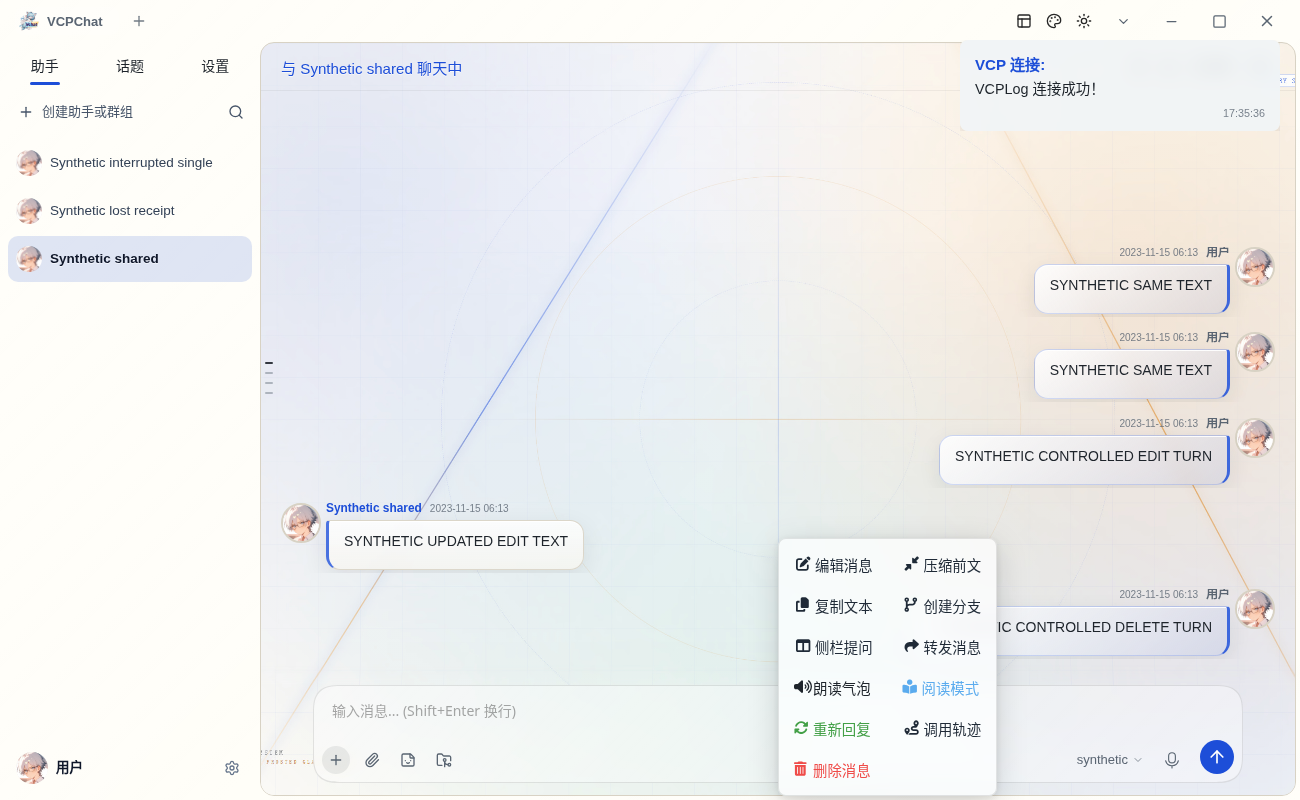 VCPChat
助手 话题 设置
创建助手或群组
Synthetic interrupted single
Synthetic lost receipt
Synthetic shared
用户
与 Synthetic shared 聊天中
VCP 连接:
VCPLog 连接成功!
17:35:36
2023-11-15 06:13 用户
SYNTHETIC SAME TEXT
2023-11-15 06:13 用户
SYNTHETIC SAME TEXT
2023-11-15 06:13 用户
SYNTHETIC CONTROLLED EDIT TURN
Synthetic shared 2023-11-15 06:13
SYNTHETIC UPDATED EDIT TEXT
2023-11-15 06:13 用户
IC CONTROLLED DELETE TURN
编辑消息 压缩前文
复制文本 创建分支
侧栏提问 转发消息
朗读气泡 阅读模式
重新回复 调用轨迹
删除消息
输入消息... (Shift+Enter 换行)
synthetic